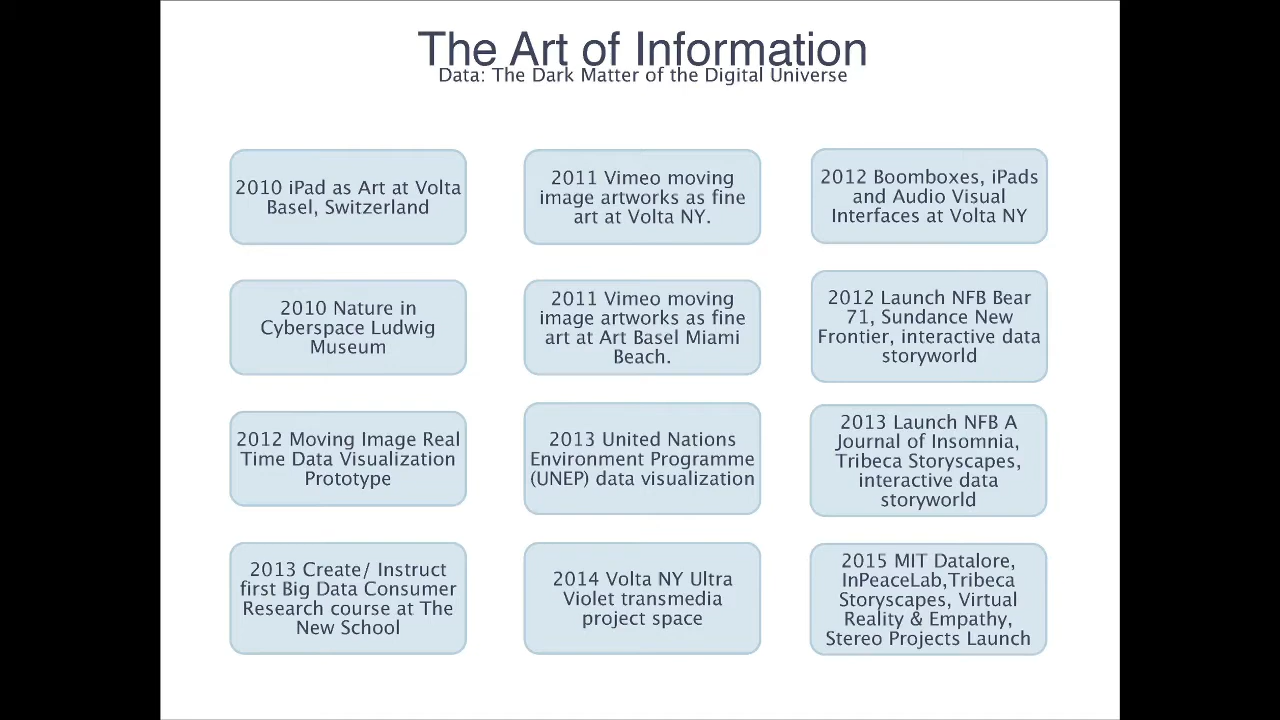 The Art of Information
Data: The Dark Matter of the Digital Universe
2010 iPad as Art at Volta
Basel, Switzerland
2011 Vimeo moving
image artworks as fine
art at Volta NY.
2012 Boomboxes, iPads
and Audio Visual
Interfaces at Volta NY
2010 Nature in
Cyberspace Ludwig
Museum
2011 Vimeo moving
image artworks as fine
art at Art Basel Miami
Beach.
2012 Launch NFB Bear
71, Sundance New
Frontier, interactive data
storyworld
2012 Moving Image Real
Time Data Visualization
Prototype
2013 United Nations
Environment Programme
(UNEP) data visualization
2013 Launch NFB A
Journal of Insomnia,
Tribeca Storyscapes,
interactive data
storyworld
2013 Create/ Instruct
first Big Data Consumer
Research course at The
New School
2014 Volta NY Ultra
Violet transmedia
project space
2015 MIT Datalore,
InPeaceLab,Tribeca
Storyscapes, Virtual
Reality & Empathy,
Stereo Projects Launch